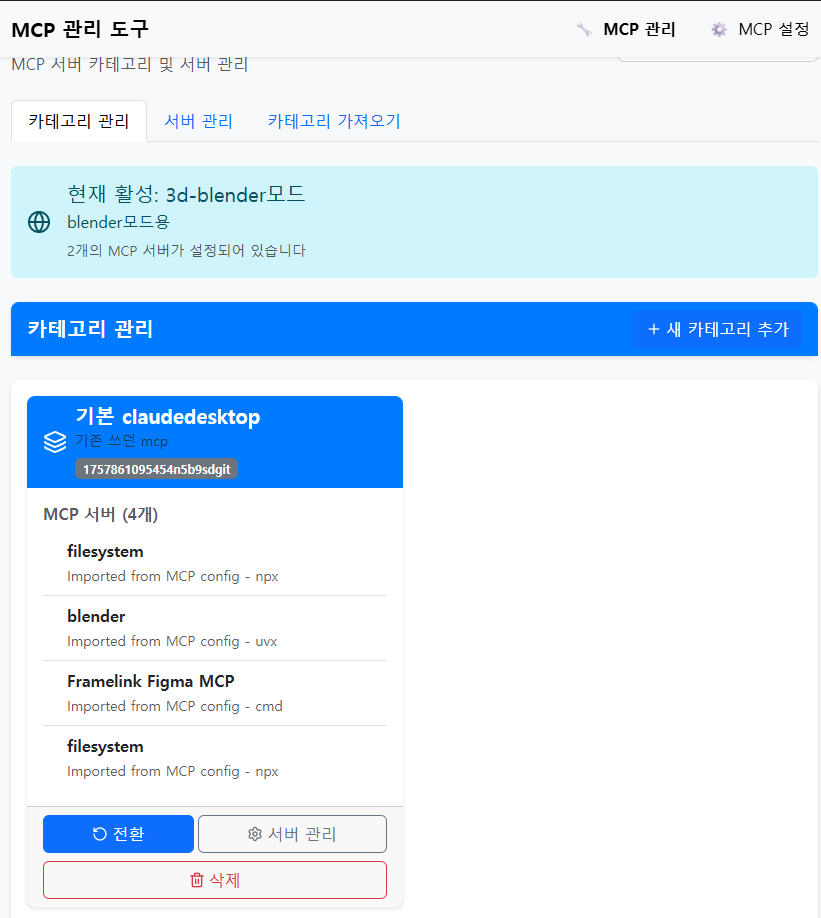 MCP 관리 도구
MCP 관리
MCP 설정
MCP 서버 카테고리 및 서버 관리
카테고리 관리
서버 관리
카테고리 가져오기
현재 활성: 3d-blender모드
blender모드용
2개의 MCP 서버가 설정되어 있습니다
카테고리 관리
+ 새 카테고리 추가
기본 claudedesktop
기존 쓰던 mcp
1757861095454n5b9sdgit
MCP 서버 (4개)
filesystem
Imported from MCP config - npx
blender
Imported from MCP config - uvx
Framelink Figma MCP
Imported from MCP config - cmd
filesystem
Imported from MCP config - npx
전환
서버 관리
삭제